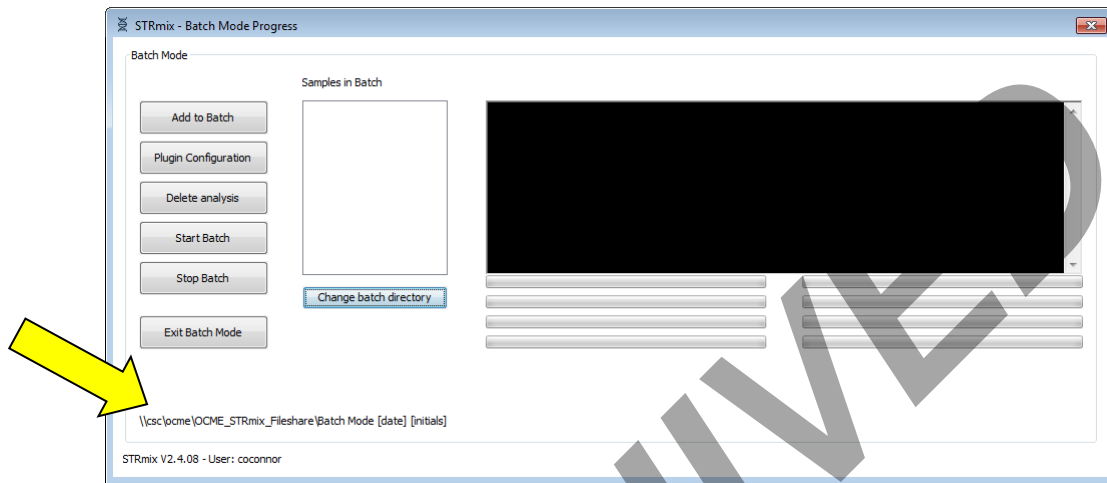 STRmix - Batch Mode Progress
Batch Mode
Samples in Batch
Add to Batch
Plugin Configuration
Delete analysis
Start Batch
Stop Batch
Change batch directory
Exit Batch Mode
\\csc\ocme\OCME_STRmix_Fileshare\Batch Mode [date] [initials]
STRmix V2.4.08 - User: coconnor